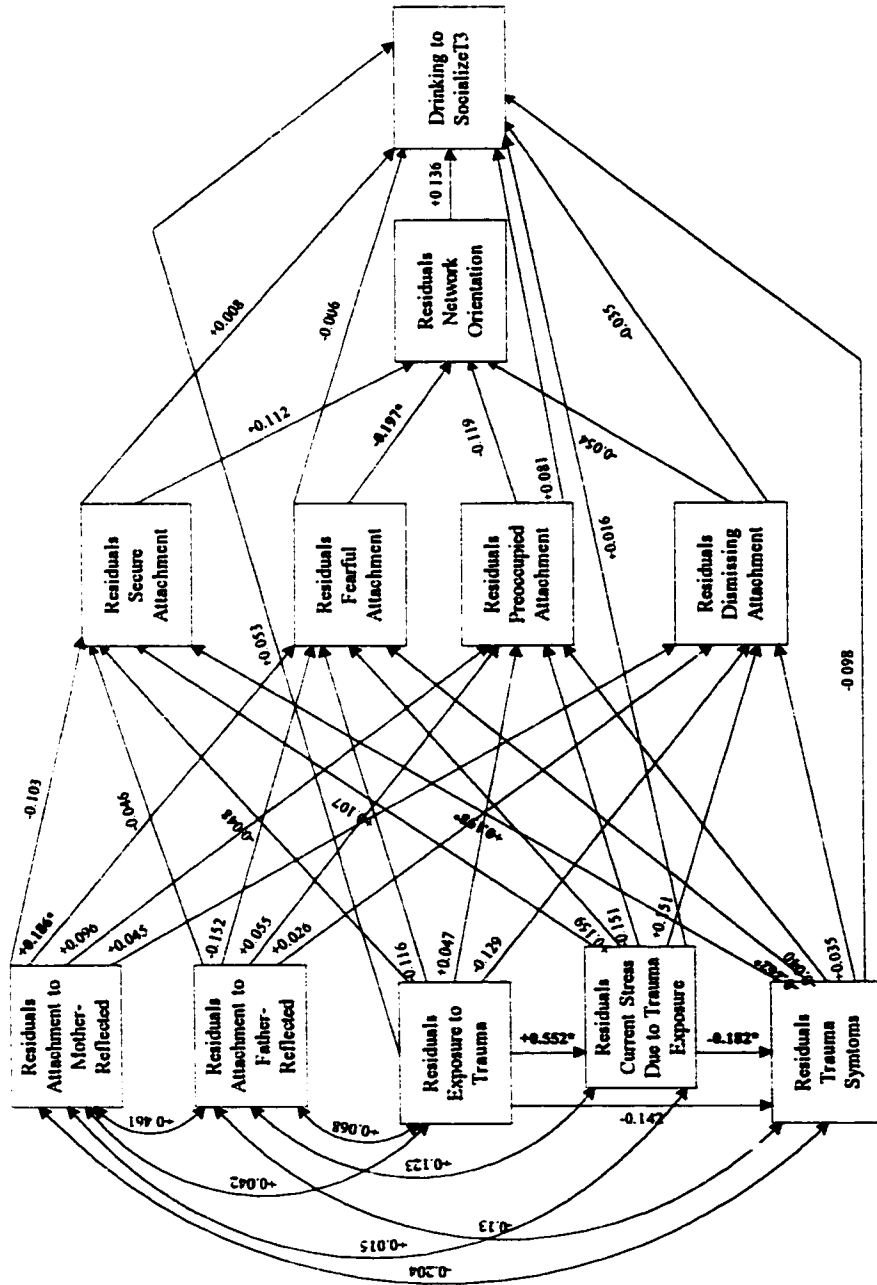 Residuals
Attachment to
Mother-
Reflected
Residuals
Attachment to
Father-
Reflected
Residuals
Exposure to
Trauma
Residuals
Current Stress
Due to Trauma
Exposure
Residuals
Trauma
Symtoms
Residuals
Secure
Attachment
Residuals
Fearful
Attachment
Residuals
Preoccupied
Attachment
Residuals
Dismissing
Attachment
Residuals
Network
Orientation
Drinking to
SocializeT3
-0.103
+0.186*
+0.096
+0.045
-0.046
-0.152
+0.055
+0.026
-0.048
+0.107
+0.198*
+0.053
0.116
+0.047
-0.129
+0.159
0.151
+0.151
+0.035
+0.552*
-0.182*
-0.142
+0.461
+0.068
+0.042
+0.123
+0.015
-0.13
-0.204
+0.008
-0.006
+0.112
-0.197*
-0.119
-0.054
+0.136
+0.081
+0.016
-0.035
-0 098